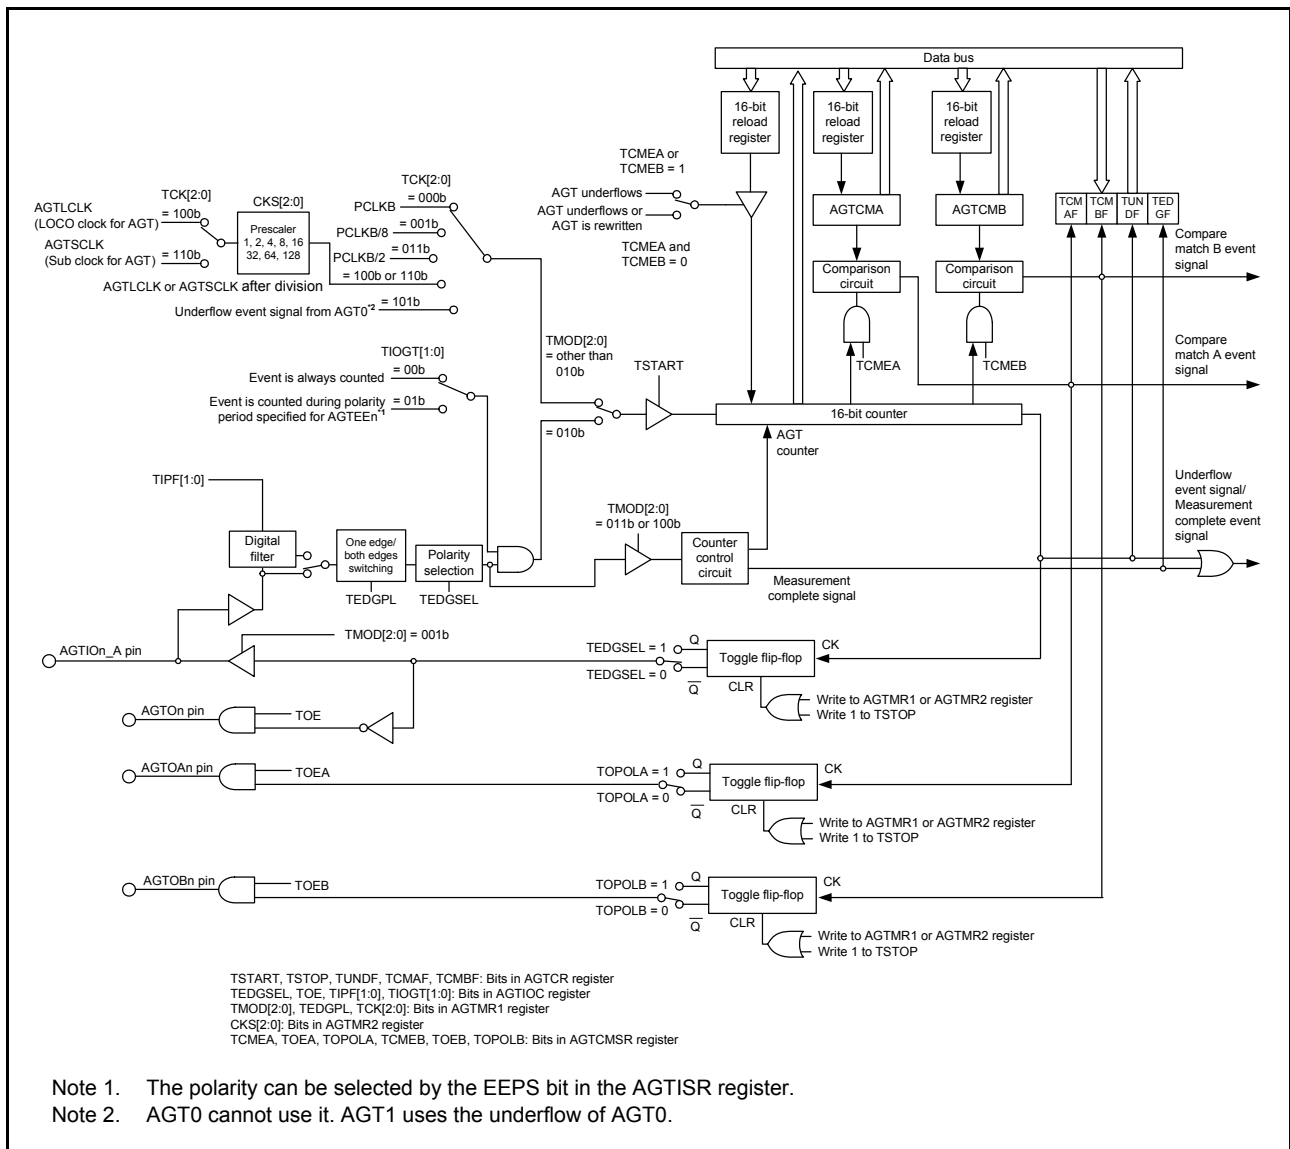 Data bus
16-bit
reload
register
16-bit
reload
register
16-bit
reload
register
TCMEA or
TCMEB = 1
AGT underflows
AGT underflows or
AGT is rewritten
TCMEA and
TCMEB = 0
AGTCMA
AGTCMB
TCM
AF
TCM
BF
TUN
DF
TED
GF
Compare
match B event
signal
TCK[2:0]
AGTLCLK
(LOCO clock for AGT)
= 100b
AGTSCLK
(Sub clock for AGT)
= 110b
CKS[2:0]
Prescaler
1, 2, 4, 8, 16
32, 64, 128
TCK[2:0]
PCLKB
= 000b
PCLKB/8
= 001b
PCLKB/2
= 011b
= 100b or 110b
AGTLCLK or AGTSCLK after division
Underflow event signal from AGT0*2
= 101b
Comparison
circuit
Comparison
circuit
TCMEA
TCMEB
Compare
match A event
signal
TIOGT[1:0]
Event is always counted
= 00b
Event is counted during polarity
period specified for AGTEEn*1
= 01b
TMOD[2:0]
= other than
010b
= 010b
TSTART
16-bit counter
AGT
counter
TIPF[1:0]
Digital
filter
One edge/
both edges
switching
Polarity
selection
TEDGPL
TEDGSEL
TMOD[2:0]
= 011b or 100b
Counter
control
circuit
Measurement
complete signal
Underflow
event signal/
Measurement
complete event
signal
AGTIOn_A pin
TMOD[2:0] = 001b
TEDGSEL = 1
TEDGSEL = 0
Q
Q
Toggle flip-flop
CK
CLR
Write to AGTMR1 or AGTMR2 register
Write 1 to TSTOP
AGTOn pin
TOE
AGTOAn pin
TOEA
TOPOLA = 1
TOPOLA = 0
Q
Q
Toggle flip-flop
CK
CLR
Write to AGTMR1 or AGTMR2 register
Write 1 to TSTOP
AGTOBn pin
TOEB
TOPOLB = 1
TOPOLB = 0
Q
Q
Toggle flip-flop
CK
CLR
Write to AGTMR1 or AGTMR2 register
Write 1 to TSTOP
TSTART, TSTOP, TUNDF, TCMAF, TCMBF: Bits in AGTCR register
TEDGSEL, TOE, TIPF[1:0], TIOGT[1:0]: Bits in AGTIOC register
TMOD[2:0], TEDGPL, TCK[2:0]: Bits in AGTMR1 register
CKS[2:0]: Bits in AGTMR2 register
TCMEA, TOEA, TOPOLA, TCMEB, TOEB, TOPOLB: Bits in AGTCMSR register
Note 1. The polarity can be selected by the EEPS bit in the AGTISR register.
Note 2. AGT0 cannot use it. AGT1 uses the underflow of AGT0.